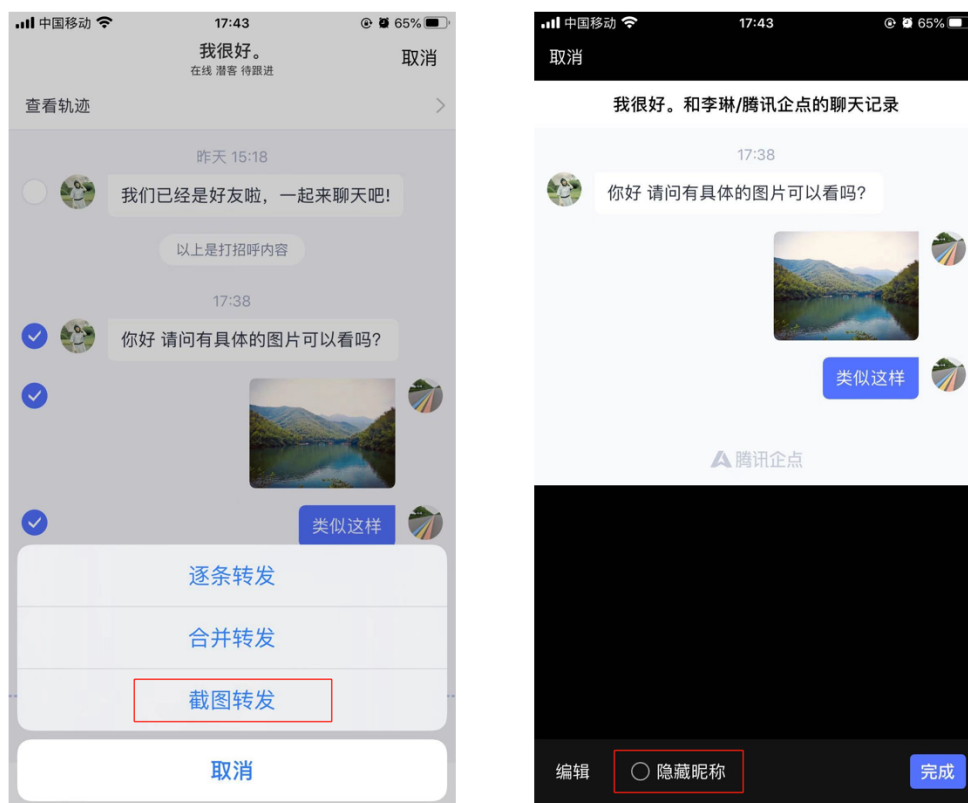 中国移动 17:43 65%
我很好。
取消
在线 潜客 待跟进
查看轨迹
昨天 15:18
我们已经是好友啦，一起来聊天吧!
以上是打招呼内容
17:38
你好 请问有具体的图片可以看吗?
类似这样
逐条转发
合并转发
截图转发
取消
中国移动 17:43 65%
取消
我很好。和李琳/腾讯企点的聊天记录
17:38
你好 请问有具体的图片可以看吗?
类似这样
腾讯企点
编辑 隐藏昵称 完成